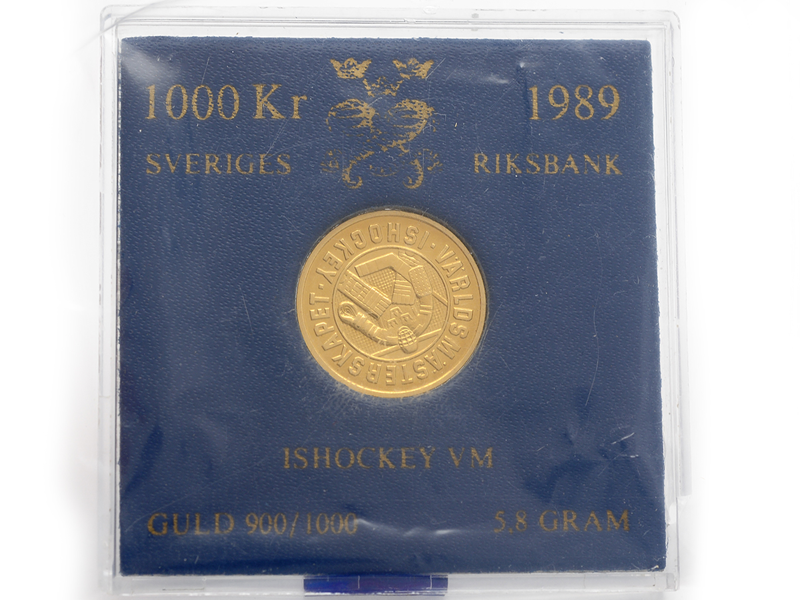 1000 Kr 1989
SVERIGES RIKSBANK
VÄRLDSMÄSTERSKAPET · ISHOCKEY ·
ISHOCKEY VM
GULD 900/1000 5,8 GRAM